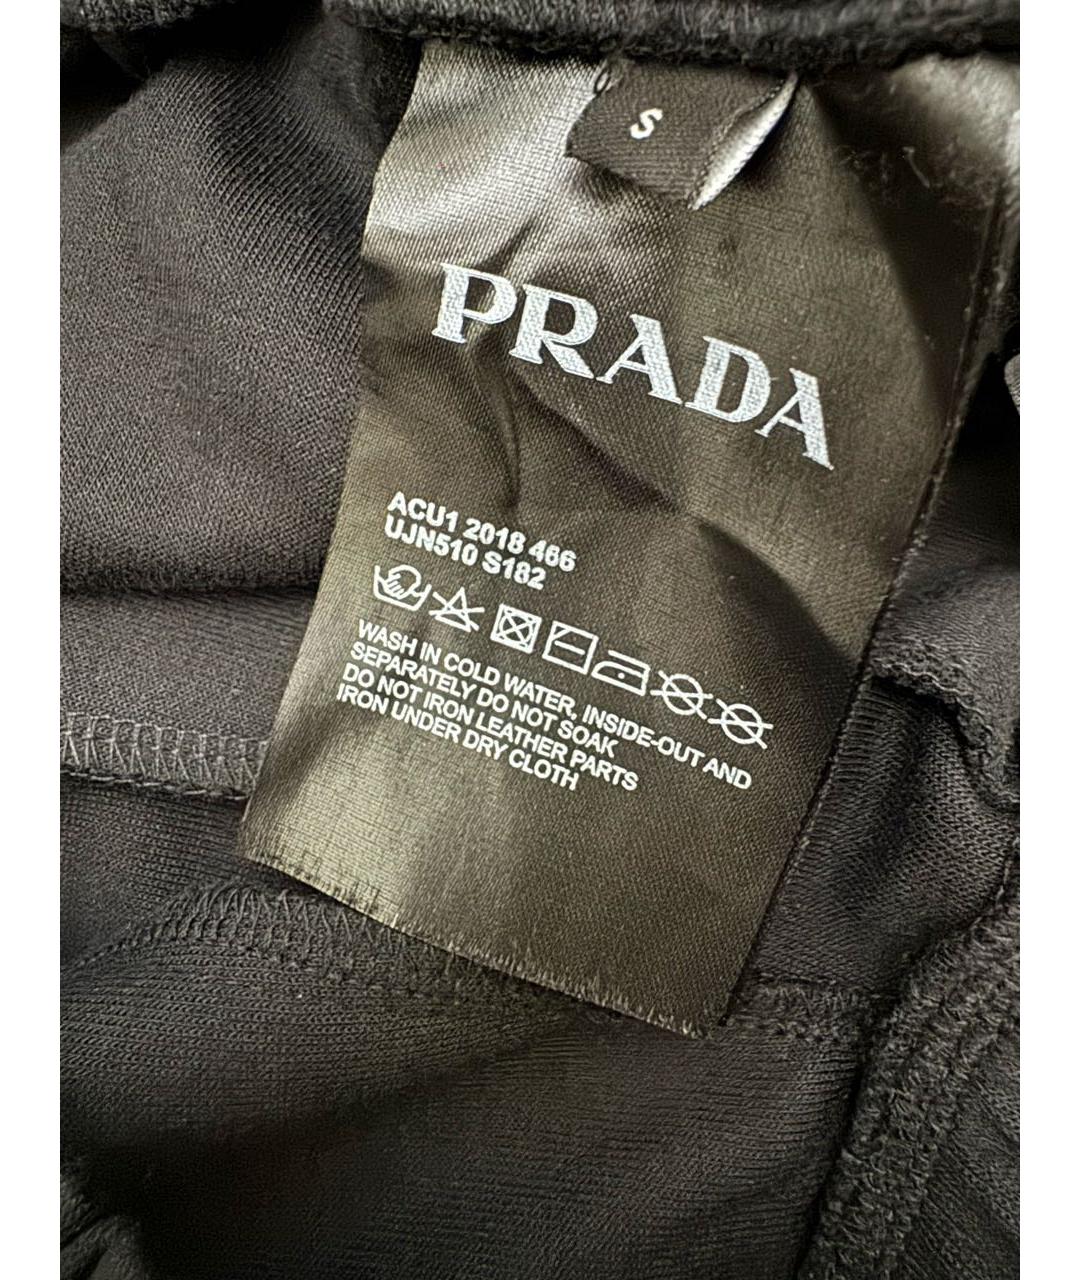 S
PRADA
ACU1 2018 466
UJN510 S182
WASH IN COLD WATER, INSIDE-OUT AND
SEPARATELY DO NOT SOAK
DO NOT IRON LEATHER PARTS
IRON UNDER DRY CLOTH